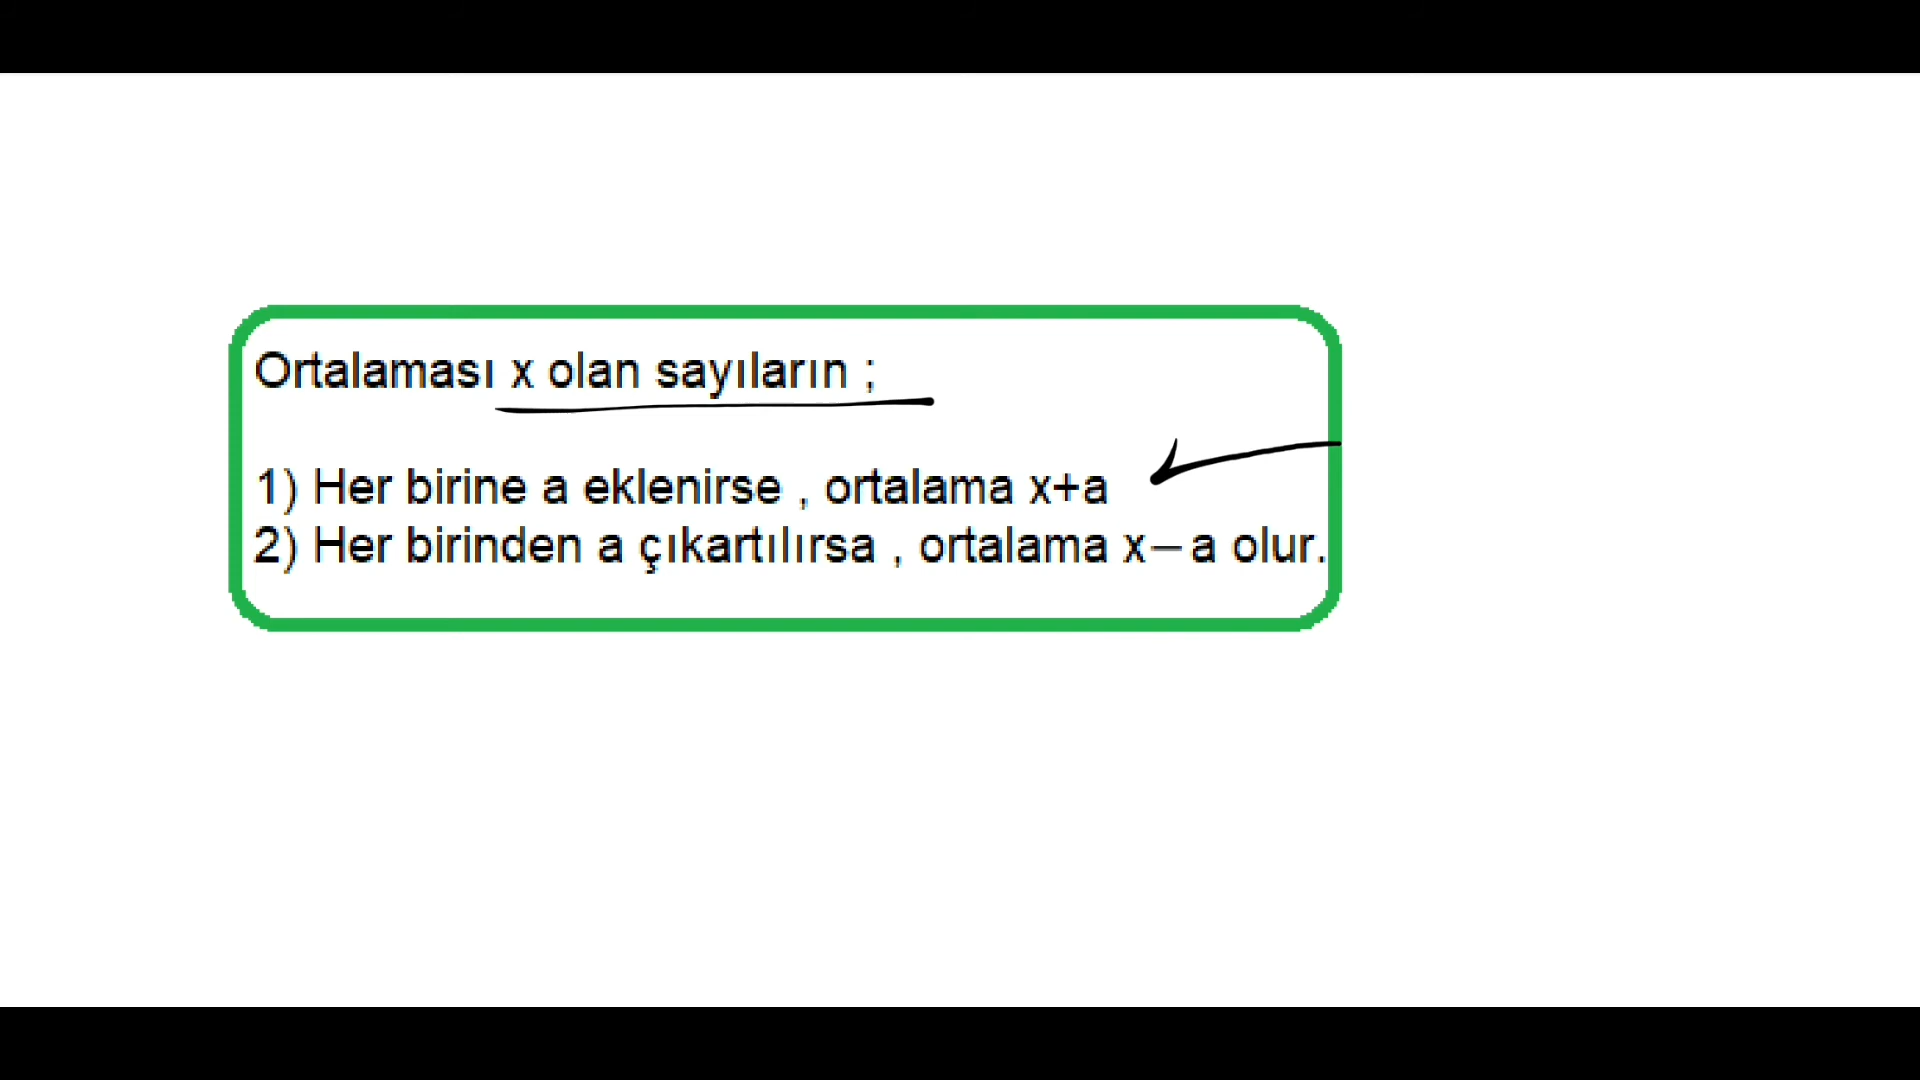 Ortalaması x olan sayıların ;
1) Her birine a eklenirse , ortalama x+a
2) Her birinden a çıkartılırsa , ortalama x−a olur.